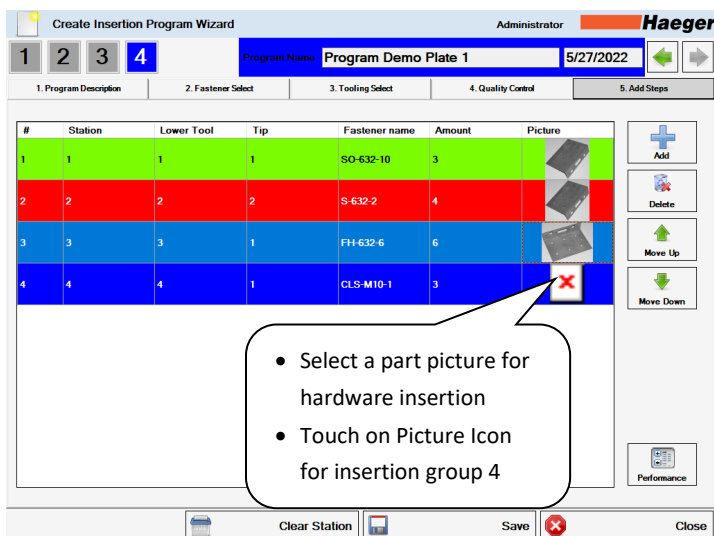 Create Insertion Program Wizard Administrator Haeger
1 2 3 4 Program Name Program Demo Plate 1 5/27/2022
1. Program Description 2. Fastener Select 3. Tooling Select 4. Quality Control 5. Add Steps
# Station Lower Tool Tip Fastener name Amount Picture
1 1 1 1 SO-632-10 3
2 2 2 2 S-632-2 4
3 3 3 1 FH-632-6 6
4 4 4 1 CLS-M10-1 3
Add
Delete
Move Up
Move Down
• Select a part picture for
hardware insertion
• Touch on Picture Icon
for insertion group 4
Performance
Clear Station Save Close